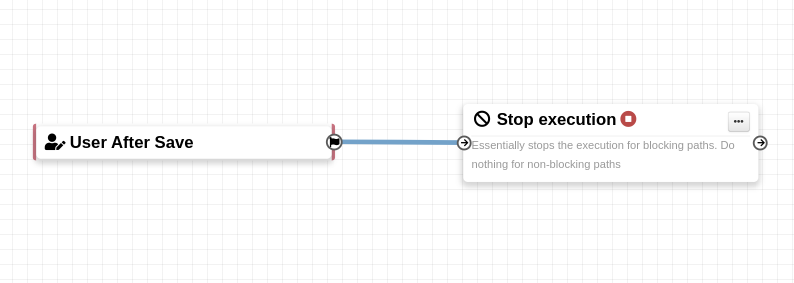 User After Save
Stop execution
Essentially stops the execution for blocking paths. Do
nothing for non-blocking paths